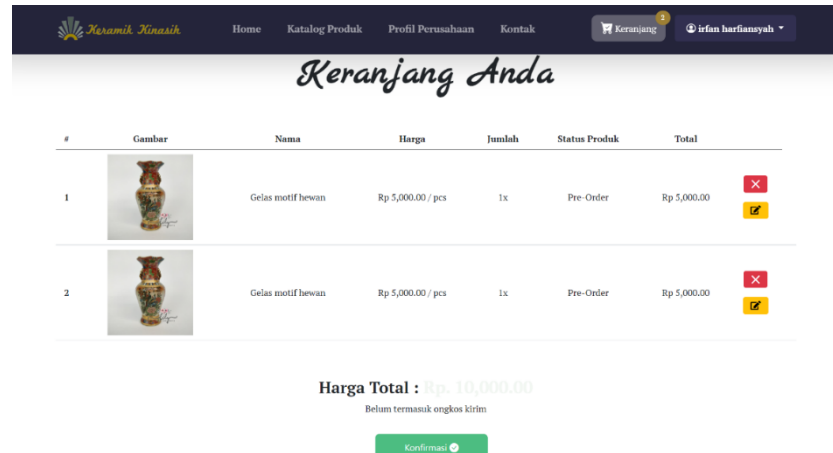 Keramik Kinasik Home Katalog Produk Profil Perusahaan Kontak Keranjang 2 irfan harfiansyah
Keranjang Anda
# Gambar Nama Harga Jumlah Status Produk Total
1 Gelas motif hewan Rp 5,000.00 / pcs 1x Pre-Order Rp 5,000.00
2 Gelas motif hewan Rp 5,000.00 / pcs 1x Pre-Order Rp 5,000.00
Harga Total : Rp. 10,000.00
Belum termasuk ongkos kirim
Konfirmasi